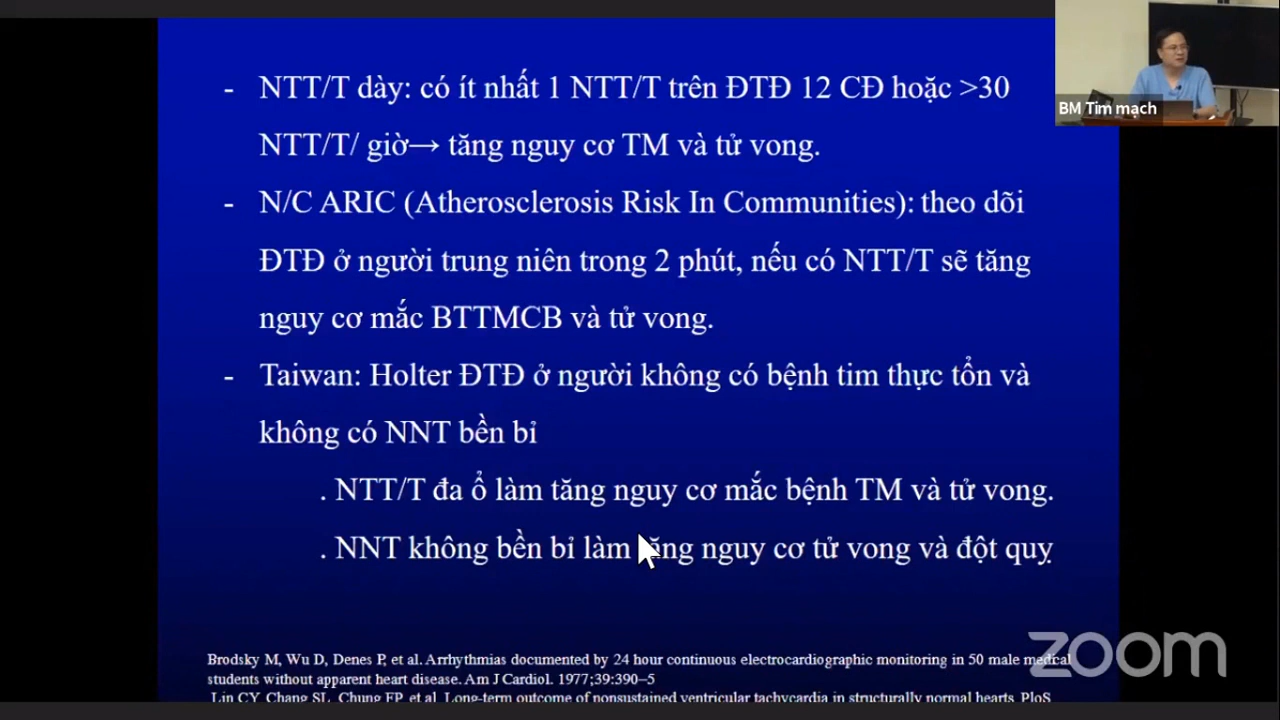 - NTT/T dày: có ít nhất 1 NTT/T trên ĐTĐ 12 CĐ hoặc >30
NTT/T/ giờ→ tăng nguy cơ TM và tử vong.
- N/C ARIC (Atherosclerosis Risk In Communities): theo dõi
ĐTĐ ở người trung niên trong 2 phút, nếu có NTT/T sẽ tăng
nguy cơ mắc BTTMCB và tử vong.
- Taiwan: Holter ĐTĐ ở người không có bệnh tim thực tổn và
không có NNT bền bỉ
. NTT/T đa ổ làm tăng nguy cơ mắc bệnh TM và tử vong.
. NNT không bền bỉ làm tăng nguy cơ tử vong và đột quỵ
Brodsky M, Wu D, Denes P, et al. Arrhythmias documented by 24 hour continuous electrocardiographic monitoring in 50 male medical
students without apparent heart disease. Am J Cardiol. 1977;39:390–5
Lin CY, Chang SL, Chung FP, et al. Long-term outcome of nonsustained ventricular tachycardia in structurally normal hearts. PloS
BM Tim mạch
zoom